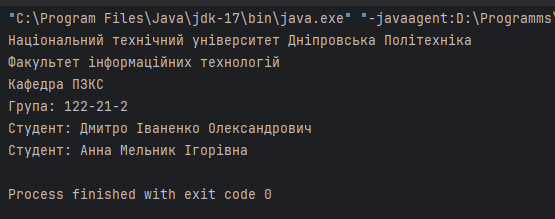 "C:\Program Files\Java\jdk-17\bin\java.exe" "-javaagent:D:\Programms\
Національний технічний університет Дніпровська Політехніка
Факультет інформаційних технологій
Кафедра ПЗКС
Група: 122-21-2
Студент: Дмитро Іваненко Олександрович
Студент: Анна Мельник Ігорівна
Process finished with exit code 0